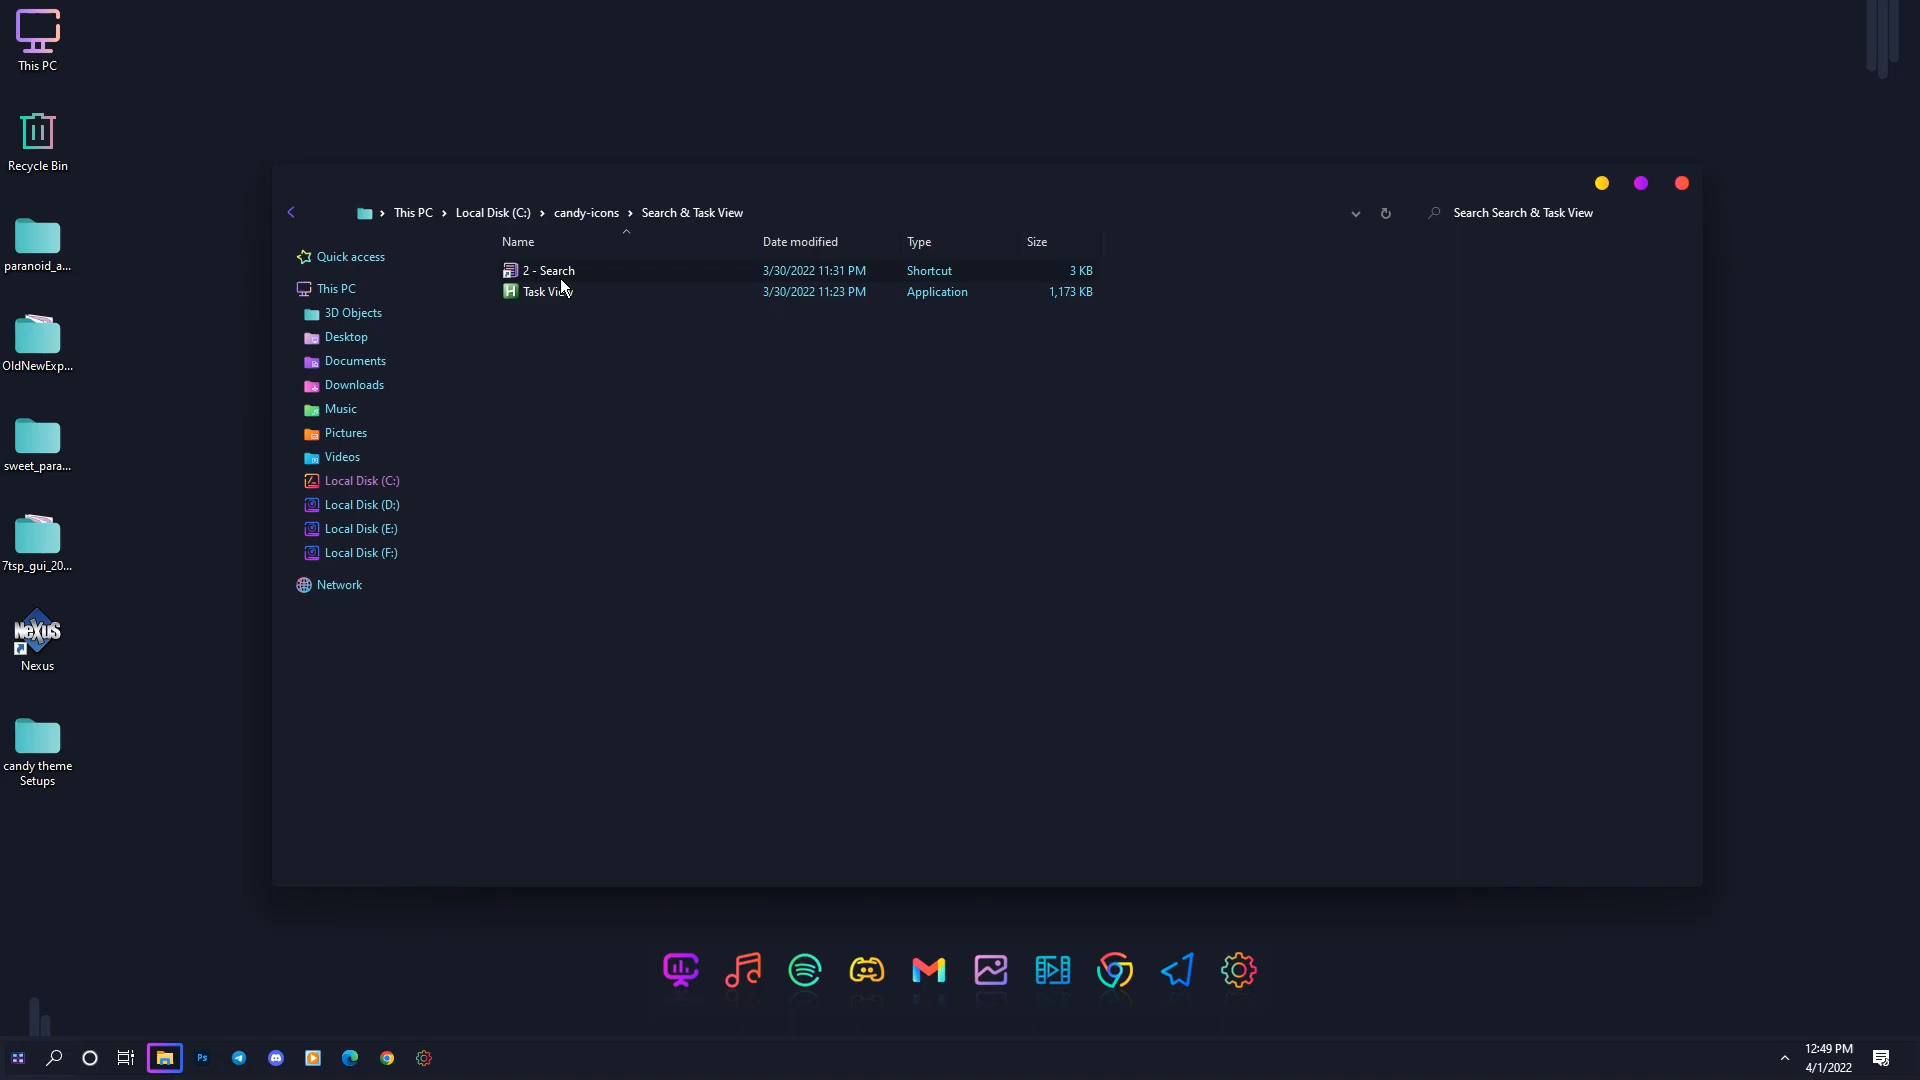 This PC
Recycle Bin
paranoid_a...
OldNewExp...
sweet_para...
7tsp_gui_20...
NeXuS
Nexus
candy theme
Setups
This PC
Local Disk (C:)
candy-icons
Search & Task View
Search Search & Task View
Name
Date modified
Type
Size
2 - Search
3/30/2022 11:31 PM
Shortcut
3 KB
Task View
3/30/2022 11:23 PM
Application
1,173 KB
Quick access
This PC
3D Objects
Desktop
Documents
Downloads
Music
Pictures
Videos
Local Disk (C:)
Local Disk (D:)
Local Disk (E:)
Local Disk (F:)
Network
Ps
12:49 PM
4/1/2022